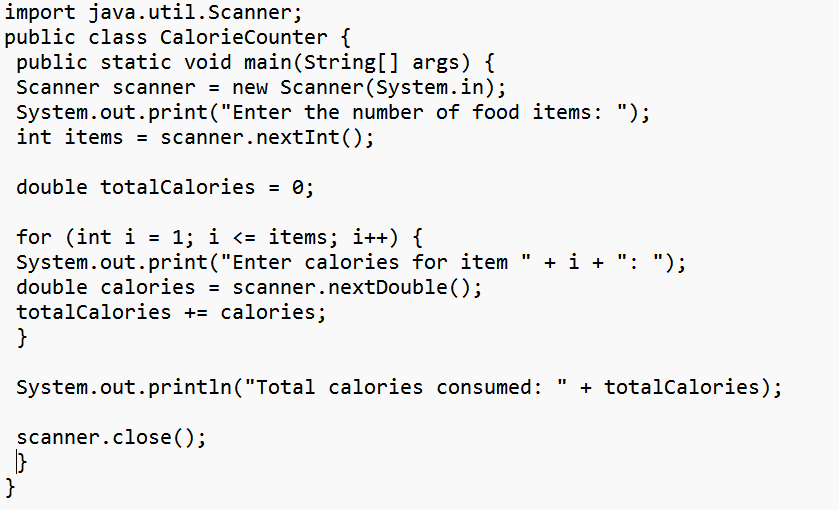 import java.util.Scanner;
public class CalorieCounter {
public static void main(String[] args) {
Scanner scanner = new Scanner(System.in);
System.out.print("Enter the number of food items: ");
int items = scanner.nextInt();
double totalCalories = 0;
for (int i = 1; i <= items; i++) {
System.out.print("Enter calories for item " + i + ": ");
double calories = scanner.nextDouble();
totalCalories += calories;
}
System.out.println("Total calories consumed: " + totalCalories);
scanner.close();
}
}